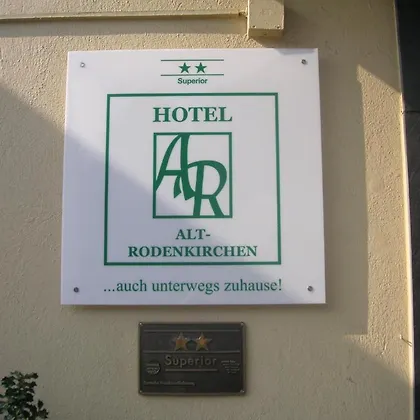 ★★
Superior
HOTEL
AR
ALT-
RODENKIRCHEN
...auch unterwegs zuhause!
★★
Superior